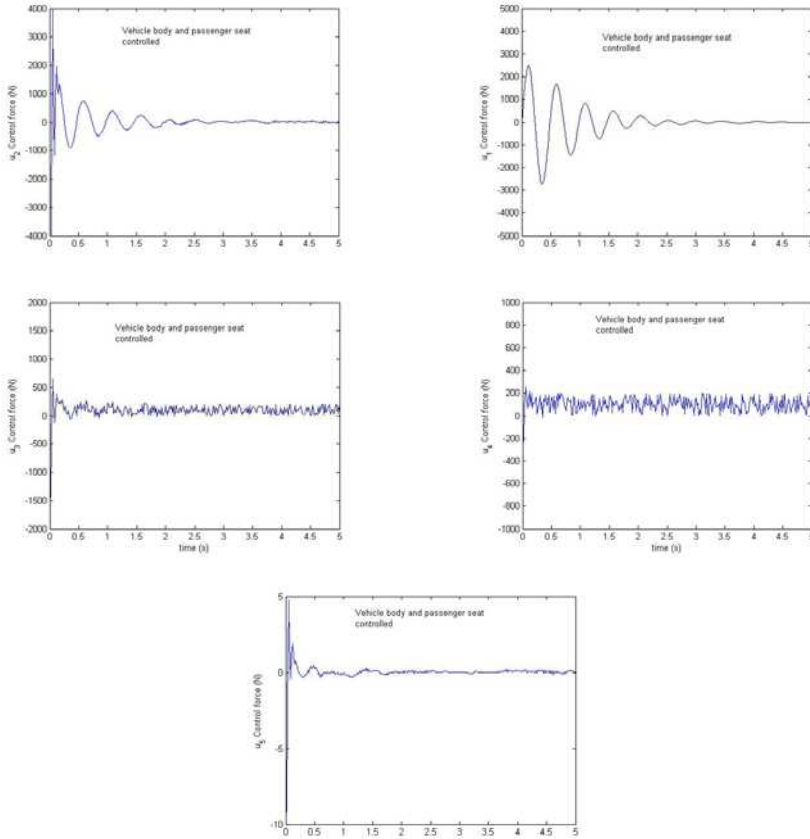 4000
3000
2000
1000
0
-1000
-2000
-3000
-4000
u2 Control force (N)
Vehicle body and passenger seat
controlled
0 0.5 1 1.5 2 2.5 3 3.5 4 4.5 5
5000
4000
3000
2000
1000
0
-1000
-2000
-3000
-4000
-5000
u1 Control force (N)
Vehicle body and passenger seat
controlled
0 0.5 1 1.5 2 2.5 3 3.5 4 4.5 5
2000
1500
1000
500
0
-500
-1000
-1500
-2000
u3 Control force (N)
Vehicle body and passenger seat
controlled
0 0.5 1 1.5 2 2.5 3 3.5 4 4.5 5
time (s)
1000
800
600
400
200
0
-200
-400
-600
-800
-1000
u4 Control force (N)
Vehicle body and passenger seat
controlled
0 0.5 1 1.5 2 2.5 3 3.5 4 4.5 5
time (s)
5
0
-5
-10
u5 Control force (N)
Vehicle body and passenger seat
controlled
0 0.5 1 1.5 2 2.5 3 3.5 4 4.5 5